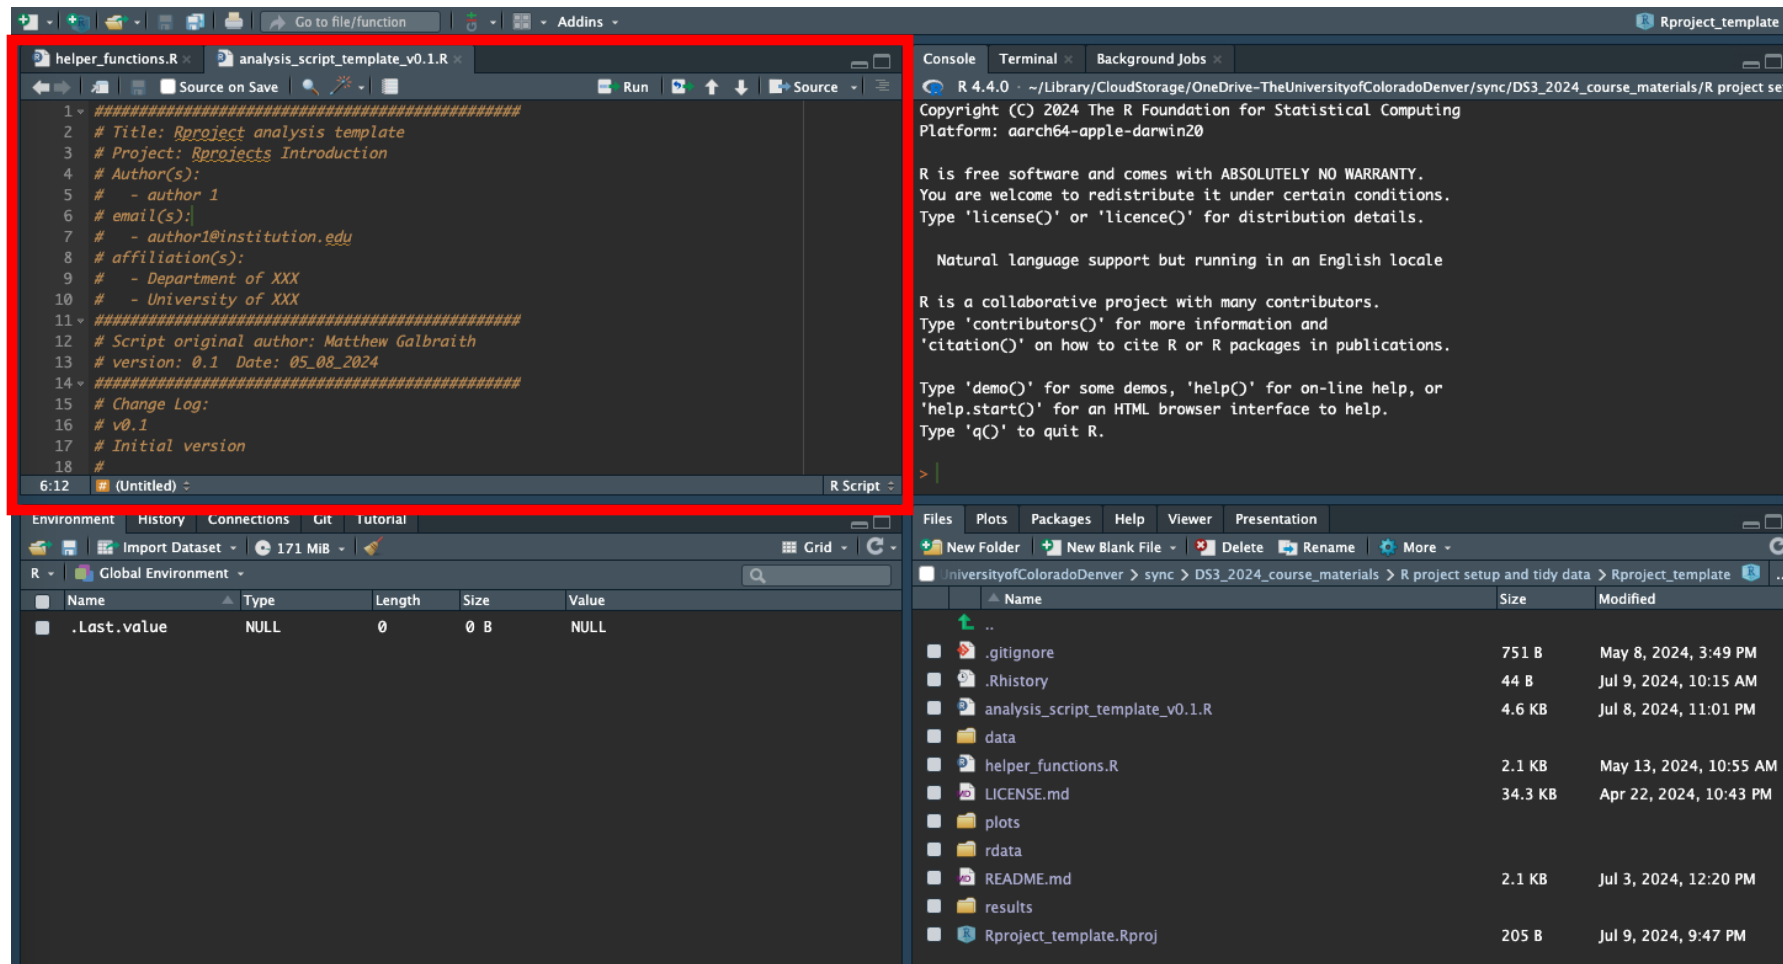 Go to file/function
Addins
Rproject_template
helper_functions.R
analysis_script_template_v0.1.R
Source on Save
Run
Source
1 ###############################################
2 # Title: Rproject analysis template
3 # Project: Rprojects Introduction
4 # Author(s):
5 #   - author 1
6 # email(s):
7 #   - author1@institution.edu
8 # affiliation(s):
9 #   - Department of XXX
10 #   - University of XXX
11 ###############################################
12 # Script original author: Matthew Galbraith
13 # version: 0.1  Date: 05_08_2024
14 ###############################################
15 # Change Log:
16 # v0.1
17 # Initial version
18 #
6:12 # (Untitled) R Script
Console Terminal Background Jobs
R 4.4.0 · ~/Library/CloudStorage/OneDrive-TheUniversityofColoradoDenver/sync/DS3_2024_course_materials/R project se
Copyright (C) 2024 The R Foundation for Statistical Computing
Platform: aarch64-apple-darwin20
R is free software and comes with ABSOLUTELY NO WARRANTY.
You are welcome to redistribute it under certain conditions.
Type 'license()' or 'licence()' for distribution details.
Natural language support but running in an English locale
R is a collaborative project with many contributors.
Type 'contributors()' for more information and
'citation()' on how to cite R or R packages in publications.
Type 'demo()' for some demos, 'help()' for on-line help, or
'help.start()' for an HTML browser interface to help.
Type 'q()' to quit R.
>
Environment History Connections Git Tutorial
Import Dataset 171 MiB Grid
R Global Environment
Name Type Length Size Value
.Last.value NULL 0 0 B NULL
Files Plots Packages Help Viewer Presentation
New Folder New Blank File Delete Rename More
UniversityofColoradoDenver > sync > DS3_2024_course_materials > R project setup and tidy data > Rproject_template ..
Name Size Modified
..
.gitignore 751 B May 8, 2024, 3:49 PM
.Rhistory 44 B Jul 9, 2024, 10:15 AM
analysis_script_template_v0.1.R 4.6 KB Jul 8, 2024, 11:01 PM
data
helper_functions.R 2.1 KB May 13, 2024, 10:55 AM
LICENSE.md 34.3 KB Apr 22, 2024, 10:43 PM
plots
rdata
README.md 2.1 KB Jul 3, 2024, 12:20 PM
results
Rproject_template.Rproj 205 B Jul 9, 2024, 9:47 PM